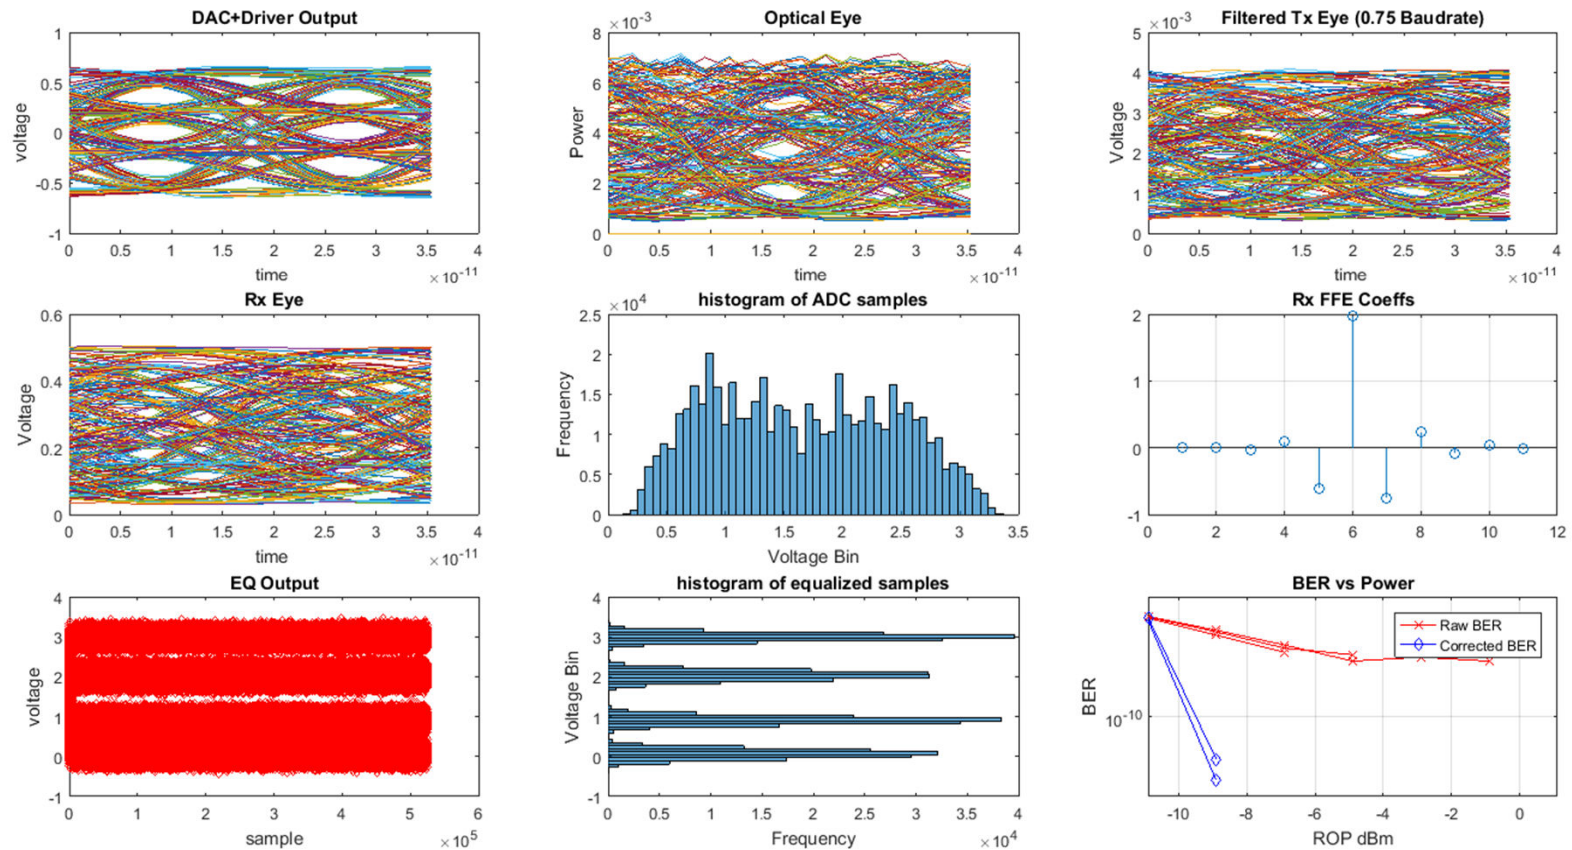 DAC+Driver Output
1
0.5
0
-0.5
-1
voltage
0 0.5 1 1.5 2 2.5 3 3.5 4
time
×10-11
Optical Eye
×10-3
8
6
4
2
0
Power
0 0.5 1 1.5 2 2.5 3 3.5 4
time
×10-11
Filtered Tx Eye (0.75 Baudrate)
×10-3
5
4
3
2
1
0
Voltage
0 0.5 1 1.5 2 2.5 3 3.5 4
time
×10-11
Rx Eye
0.6
0.4
0.2
0
Voltage
0 0.5 1 1.5 2 2.5 3 3.5 4
time
×10-11
histogram of ADC samples
×104
2.5
2
1.5
1
0.5
0
Frequency
0 0.5 1 1.5 2 2.5 3 3.5
Voltage Bin
Rx FFE Coeffs
2
1
0
-1
0 2 4 6 8 10 12
EQ Output
4
3
2
1
0
-1
voltage
0 1 2 3 4 5 6
sample
×105
histogram of equalized samples
4
3
2
1
0
-1
Voltage Bin
0 0.5 1 1.5 2 2.5 3 3.5 4
Frequency
×104
BER vs Power
Raw BER
Corrected BER
10-10
BER
-10 -8 -6 -4 -2 0
ROP dBm